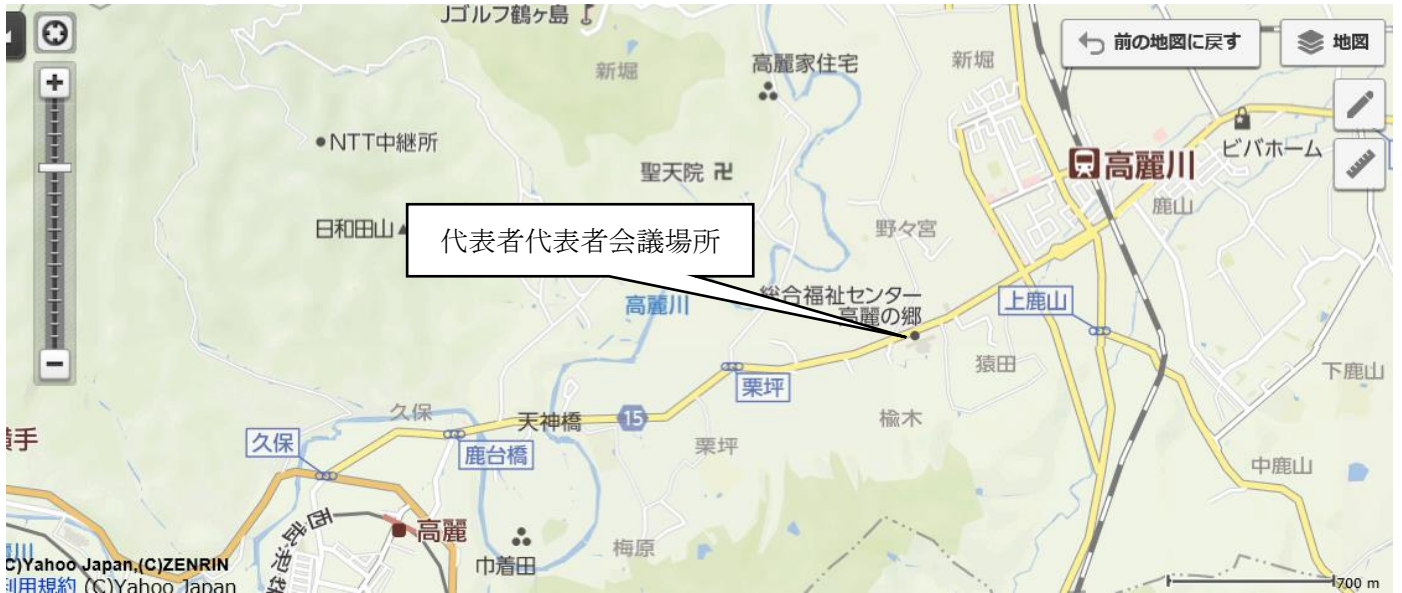 Jゴルフ鶴ヶ島
新堀
高麗家住宅
新堀
前の地図に戻す
地図
NTT中継所
聖天院
ビバホーム
高麗川
鹿山
日和田山
代表者代表者会議場所
野々宮
総合福祉センター
高麗の郷
高麗川
上鹿山
猿田
下鹿山
栗坪
久保
天神橋
15
楡木
久保
鹿台橋
栗坪
中鹿山
高麗
巾着田
梅原
西武池袋
C)Yahoo Japan,(C)ZENRIN
利用規約 (C)Yahoo Japan
700 m